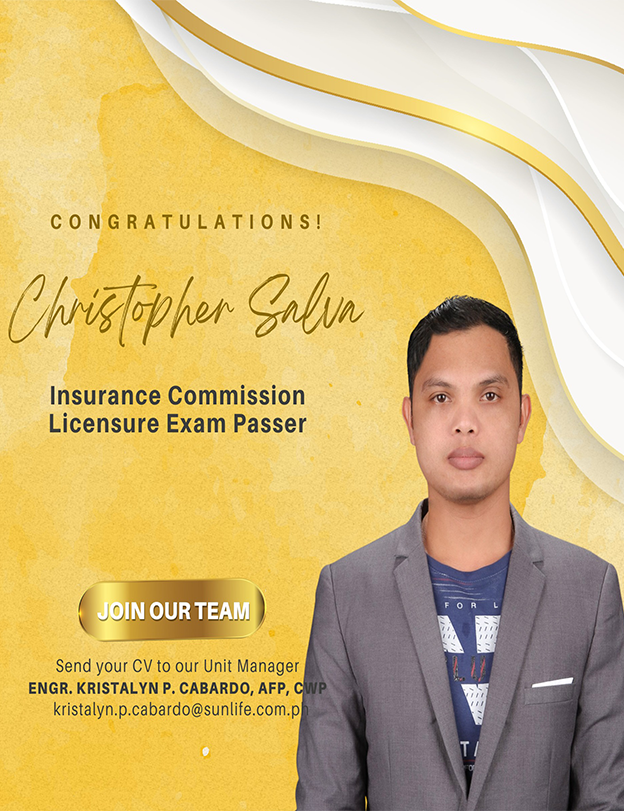 CONGRATULATIONS!
Christopher Salva
Insurance Commission
Licensure Exam Passer
JOIN OUR TEAM
Send your CV to our Unit Manager
ENGR. KRISTALYN P. CABARDO, AFP, CWP
kristalyn.p.cabardo@sunlife.com.ph
FOR L